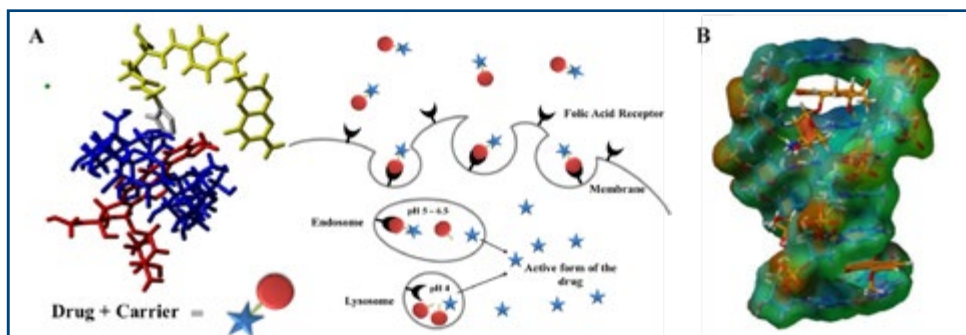 A
Folic Acid Receptor
Membrane
pH 5 – 6.5
Endosome
Active form of the
drug
pH 4
Lysosome
Drug + Carrier =
B